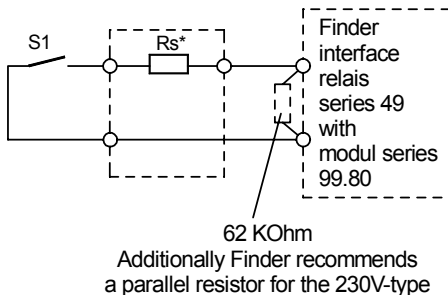 S1
Rs*
Finder
interface
relais
series 49
with
modul series
99.80
62 KOhm
Additionally Finder recommends
a parallel resistor for the 230V-type